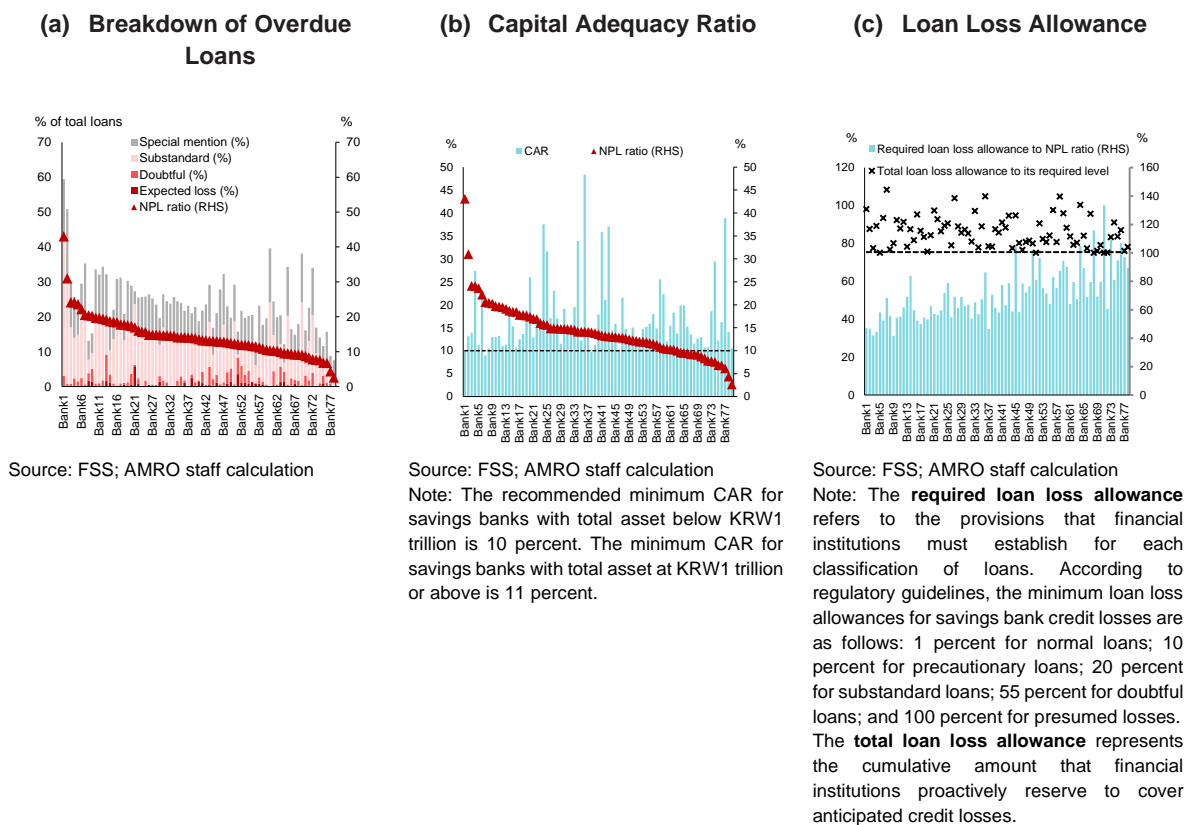 (a) Breakdown of Overdue
Loans
% of toal loans
%
Special mention (%)
Substandard (%)
Doubtful (%)
Expected loss (%)
NPL ratio (RHS)
70
60
50
40
30
20
10
0
70
60
50
40
30
20
10
0
Bank1
Bank6
Bank11
Bank16
Bank21
Bank27
Bank32
Bank37
Bank42
Bank47
Bank52
Bank57
Bank62
Bank67
Bank72
Bank77
Source: FSS; AMRO staff calculation
(b) Capital Adequacy Ratio
%
%
CAR
NPL ratio (RHS)
50
45
40
35
30
25
20
15
10
5
0
50
45
40
35
30
25
20
15
10
5
0
Bank1
Bank5
Bank9
Bank13
Bank17
Bank21
Bank25
Bank29
Bank33
Bank37
Bank41
Bank45
Bank49
Bank53
Bank57
Bank61
Bank65
Bank69
Bank73
Bank77
Source: FSS; AMRO staff calculation
Note: The recommended minimum CAR for
savings banks with total asset below KRW1
trillion is 10 percent. The minimum CAR for
savings banks with total asset at KRW1 trillion
or above is 11 percent.
(c) Loan Loss Allowance
%
%
Required loan loss allowance to NPL ratio (RHS)
Total loan loss allowance to its required level
120
100
80
60
40
20
0
160
140
120
100
80
60
40
20
0
Bank1
Bank5
Bank9
Bank13
Bank17
Bank21
Bank25
Bank29
Bank33
Bank37
Bank41
Bank45
Bank49
Bank53
Bank57
Bank61
Bank65
Bank69
Bank73
Bank77
Source: FSS; AMRO staff calculation
Note: The required loan loss allowance
refers to the provisions that financial
institutions must establish for each
classification of loans. According to
regulatory guidelines, the minimum loan loss
allowances for savings bank credit losses are
as follows: 1 percent for normal loans; 10
percent for precautionary loans; 20 percent
for substandard loans; 55 percent for doubtful
loans; and 100 percent for presumed losses.
The total loan loss allowance represents
the cumulative amount that financial
institutions proactively reserve to cover
anticipated credit losses.